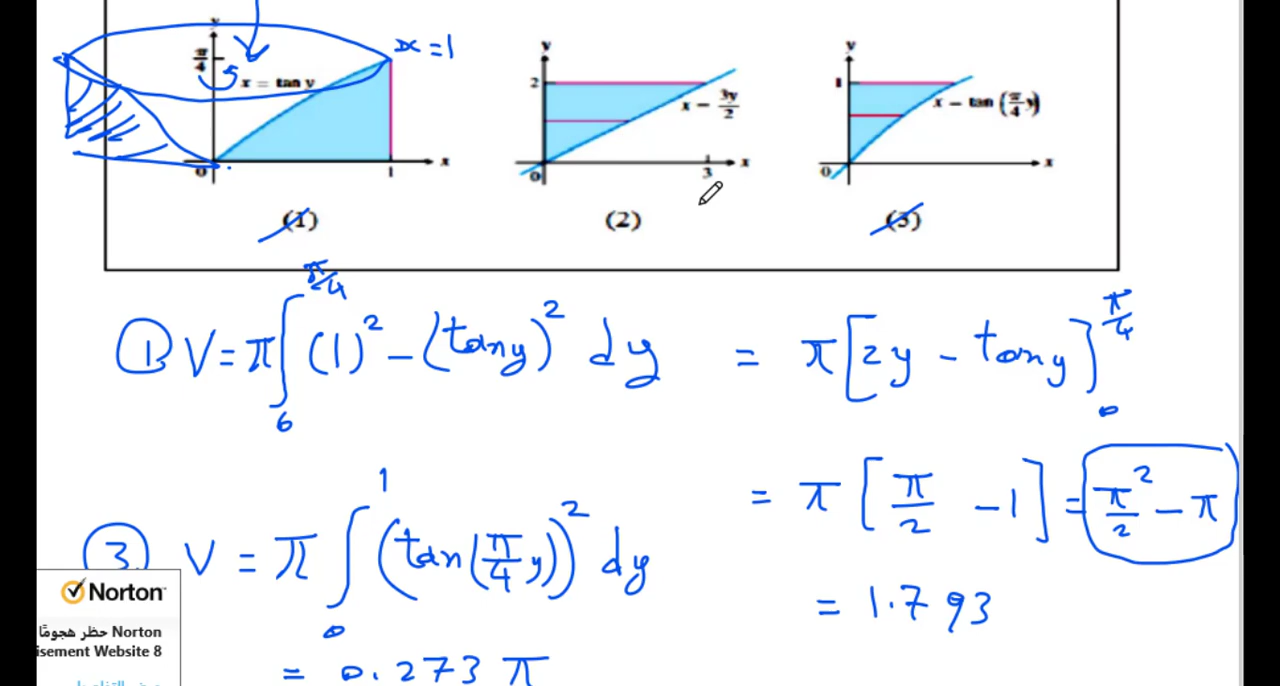 y y y
π/4 x = 1 2 1
x = tan y x = 3y/2 x = tan (π/4 y)
0 1 x 0 3 x 0 x
(1) (2) (3)
① V = π ∫₀^{π/4} (1)² − (tan y)² dy = π [2y − tan y]₀^{π/4}
= π [π/2 − 1] = π²/2 − π
③ V = π ∫₀¹ (tan(π/4 y))² dy
= 1.793
= 0.273 π
Norton
Norton حظر هجومًا
isement Website 8